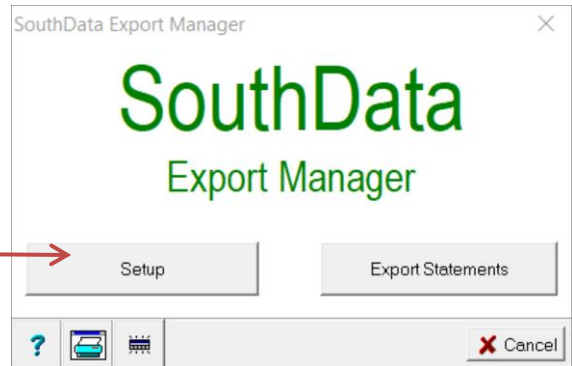 SouthData Export Manager
SouthData
Export Manager
Setup
Export Statements
?
Cancel